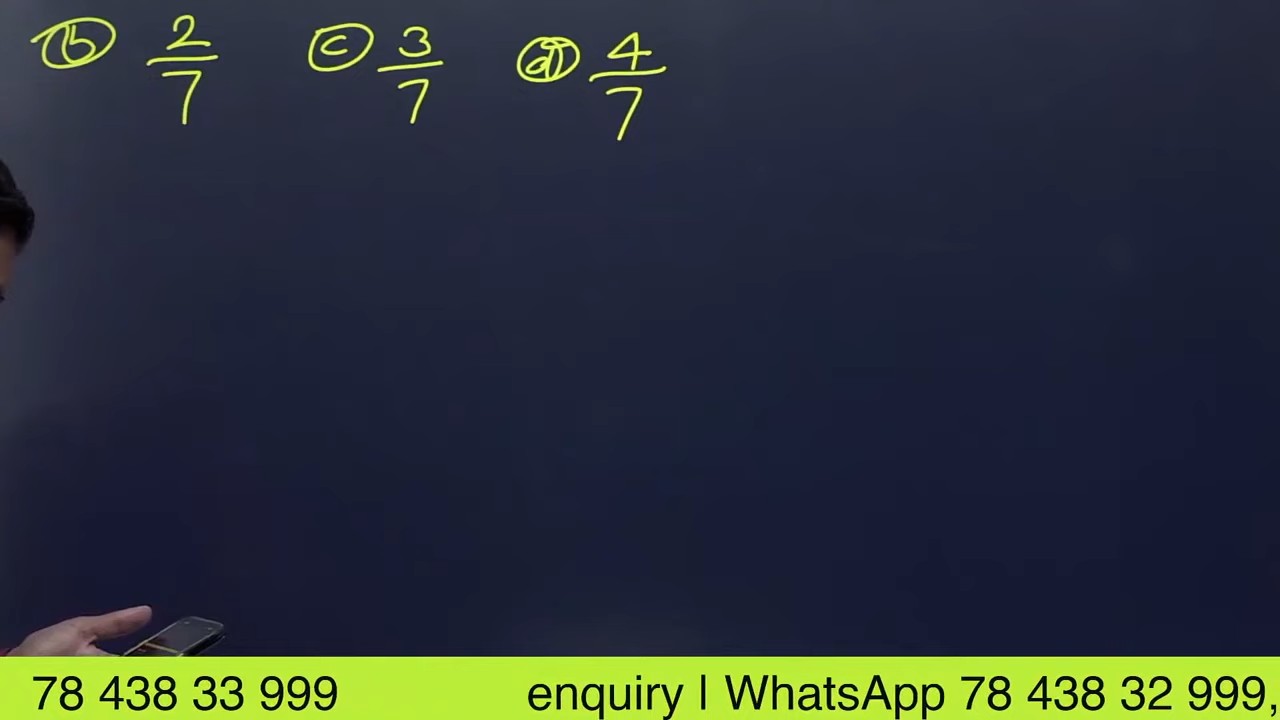 (b) 2/7 (c) 3/7 (d) 4/7
78 438 33 999 enquiry | WhatsApp 78 438 32 999,